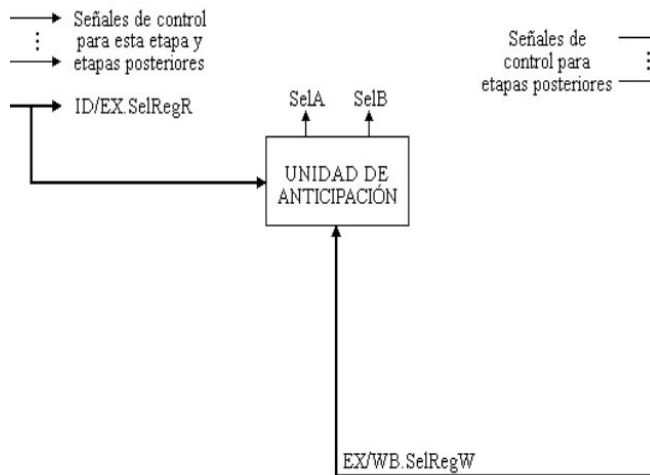 Señales de control
para esta etapa y
etapas posteriores
ID/EX.SelRegR
SelA SelB
UNIDAD DE
ANTICIPACIÓN
Señales de
control para
etapas posteriores
EX/WB.SelRegW